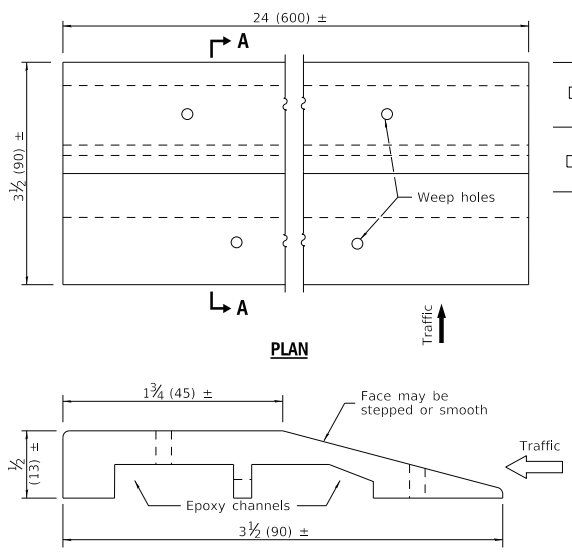 24 (600) ±
A
3½ (90) ±
Weep holes
A
Traffic
PLAN
1¾ (45) ±
Face may be
stepped or smooth
½
(13) ±
Traffic
Epoxy channels
3½ (90) ±